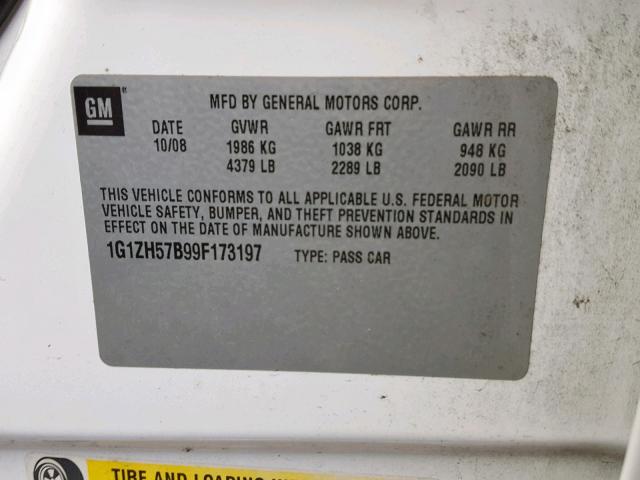 GM
MFD BY GENERAL MOTORS CORP.
DATE GVWR GAWR FRT GAWR RR
10/08 1986 KG 1038 KG 948 KG
4379 LB 2289 LB 2090 LB
THIS VEHICLE CONFORMS TO ALL APPLICABLE U.S. FEDERAL MOTOR
VEHICLE SAFETY, BUMPER, AND THEFT PREVENTION STANDARDS IN
EFFECT ON THE DATE OF MANUFACTURE SHOWN ABOVE.
1G1ZH57B99F173197 TYPE: PASS CAR
TIRE AND LOADING